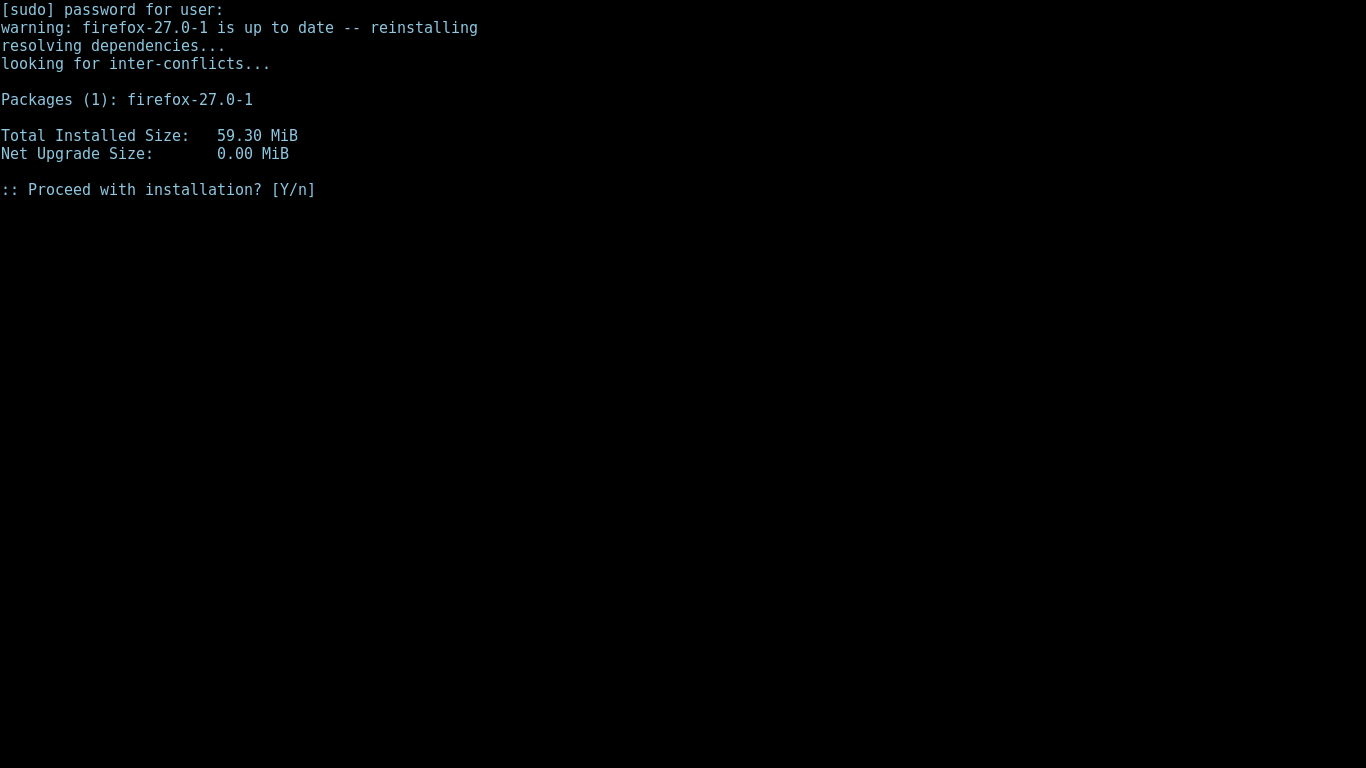 [sudo] password for user:
warning: firefox-27.0-1 is up to date -- reinstalling
resolving dependencies...
looking for inter-conflicts...
Packages (1): firefox-27.0-1
Total Installed Size:   59.30 MiB
Net Upgrade Size:       0.00 MiB
:: Proceed with installation? [Y/n]